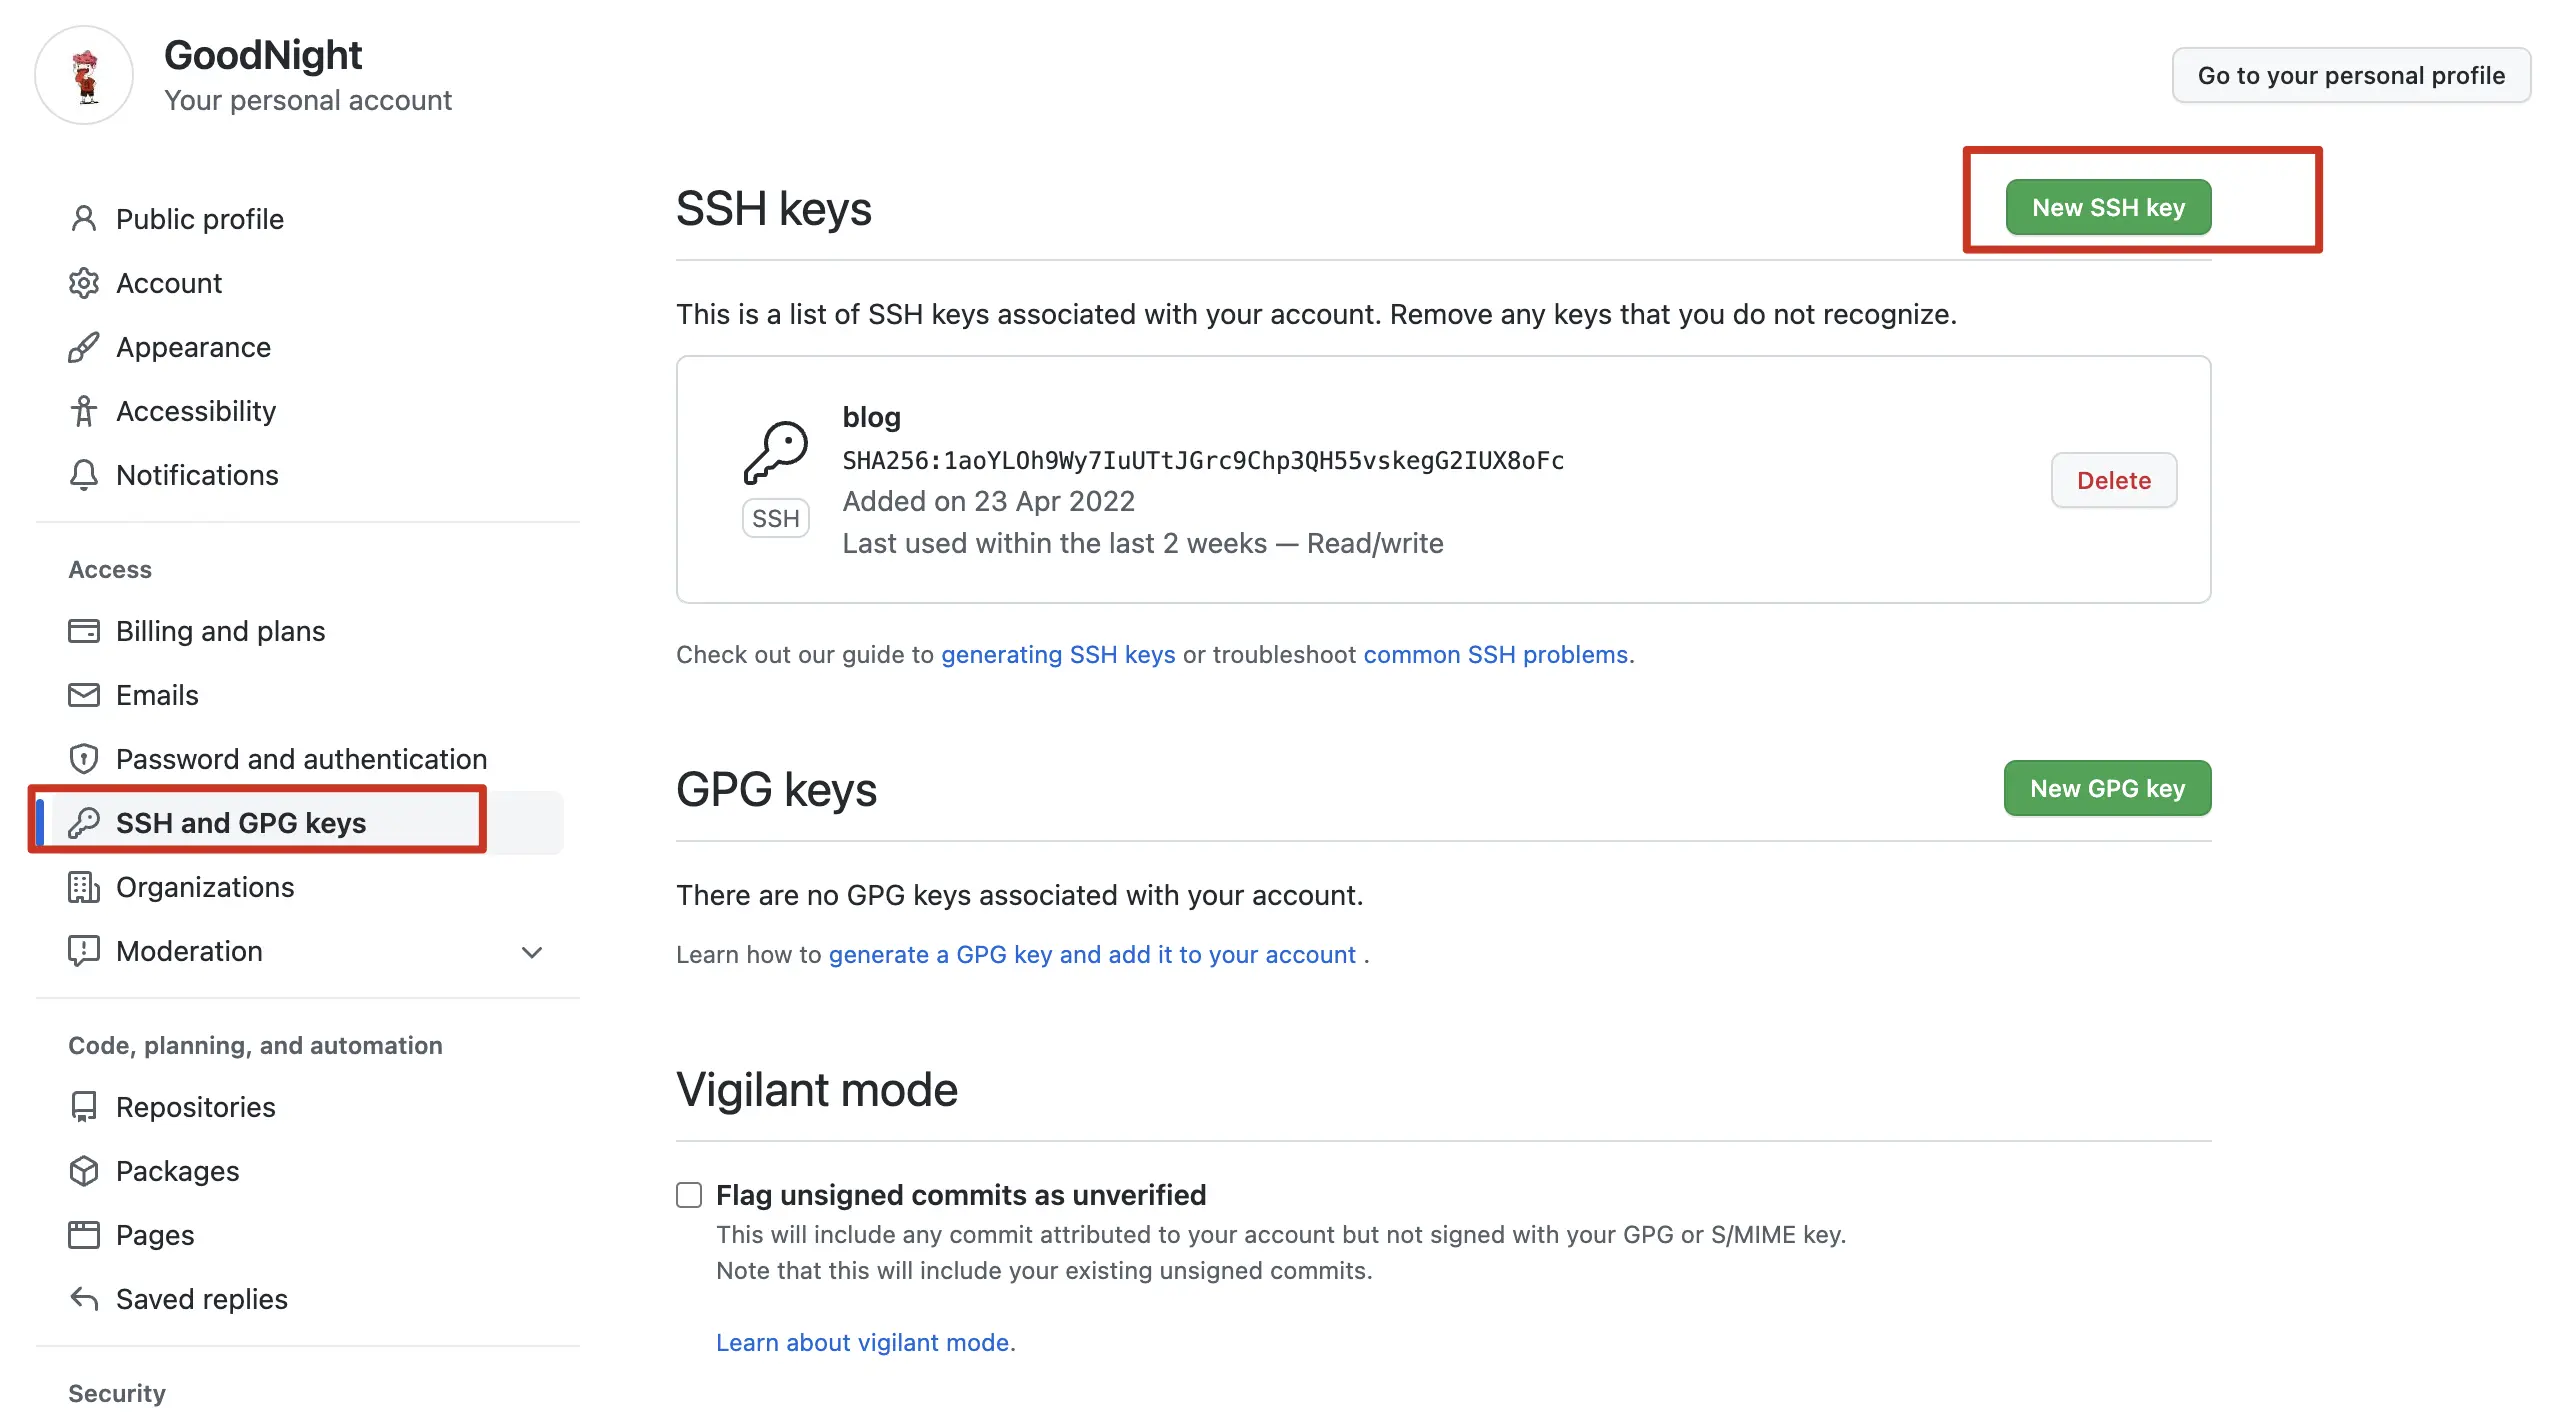 GoodNight
Your personal account
Go to your personal profile
Public profile
Account
Appearance
Accessibility
Notifications
Access
Billing and plans
Emails
Password and authentication
SSH and GPG keys
Organizations
Moderation
Code, planning, and automation
Repositories
Packages
Pages
Saved replies
Security
SSH keys
New SSH key
This is a list of SSH keys associated with your account. Remove any keys that you do not recognize.
blog
SHA256:1aoYLOh9Wy7IuUTtJGrc9Chp3QH55vskegG2IUX8oFc
Added on 23 Apr 2022
Last used within the last 2 weeks — Read/write
SSH
Delete
Check out our guide to generating SSH keys or troubleshoot common SSH problems.
GPG keys
New GPG key
There are no GPG keys associated with your account.
Learn how to generate a GPG key and add it to your account .
Vigilant mode
Flag unsigned commits as unverified
This will include any commit attributed to your account but not signed with your GPG or S/MIME key.
Note that this will include your existing unsigned commits.
Learn about vigilant mode.